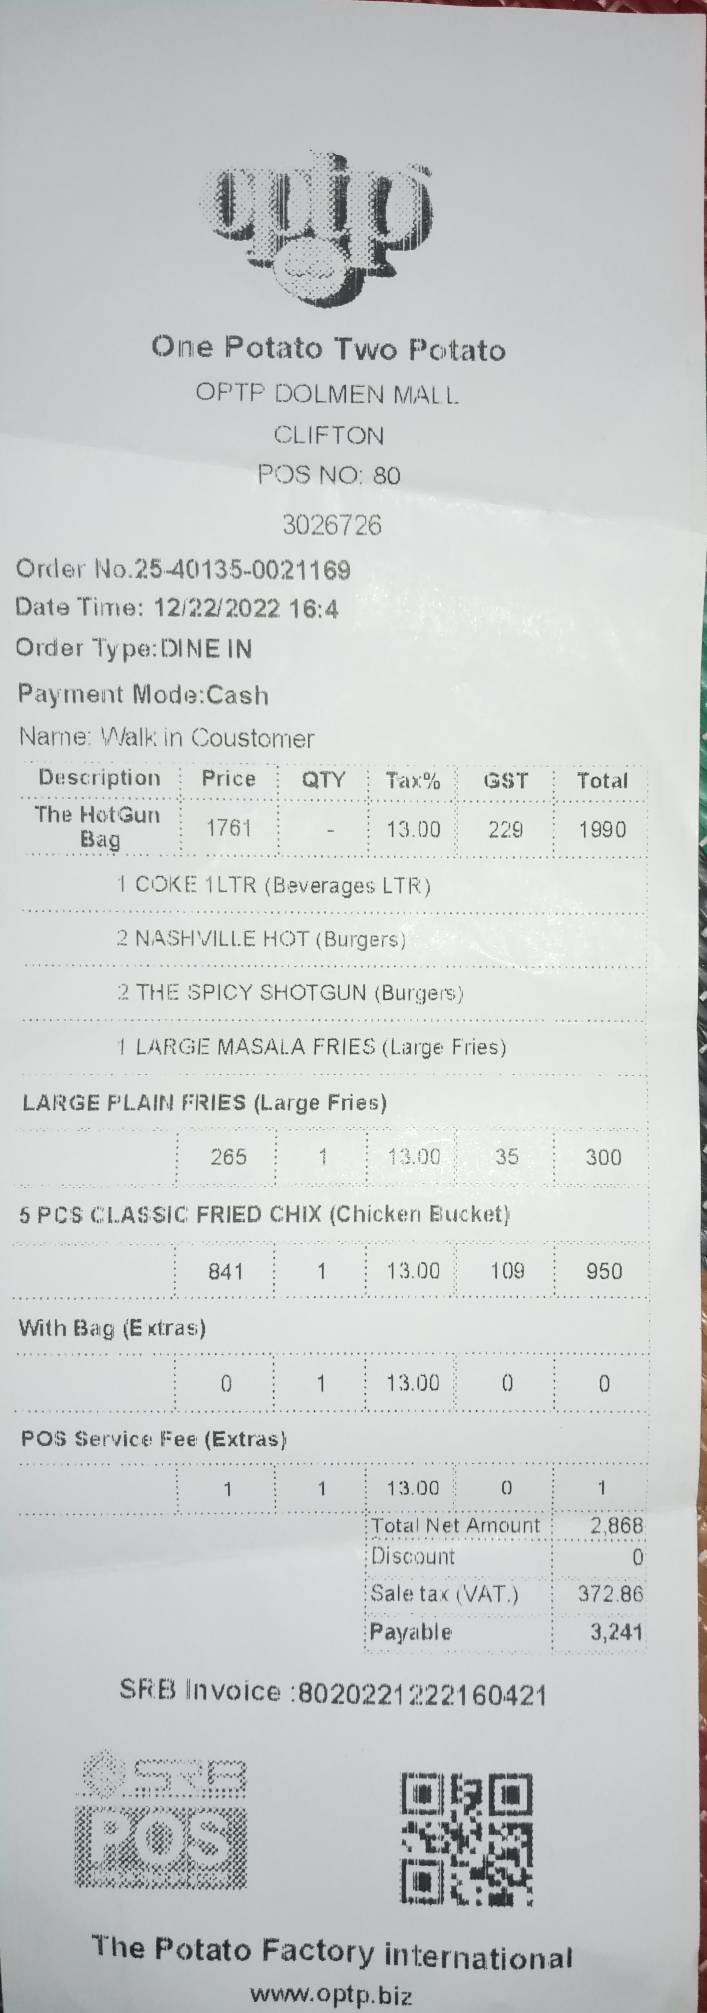 optp
One Potato Two Potato
OPTP DOLMEN MALL
CLIFTON
POS NO: 80
3026726
Order No.25-40135-0021169
Date Time: 12/22/2022 16:4
Order Type:DINE IN
Payment Mode:Cash
Name: Walk in Coustomer
Description Price QTY Tax% GST Total
The HotGun Bag 1761 - 13.00 229 1990
1 COKE 1LTR (Beverages LTR)
2 NASHVILLE HOT (Burgers)
2 THE SPICY SHOTGUN (Burgers)
1 LARGE MASALA FRIES (Large Fries)
LARGE PLAIN FRIES (Large Fries)
265 1 13.00 35 300
5 PCS CLASSIC FRIED CHIX (Chicken Bucket)
841 1 13.00 109 950
With Bag (Extras)
0 1 13.00 0 0
POS Service Fee (Extras)
1 1 13.00 0 1
Total Net Amount 2,868
Discount 0
Sale tax (VAT.) 372.86
Payable 3,241
SRB Invoice :8020221222160421
SRB
POS
The Potato Factory international
www.optp.biz